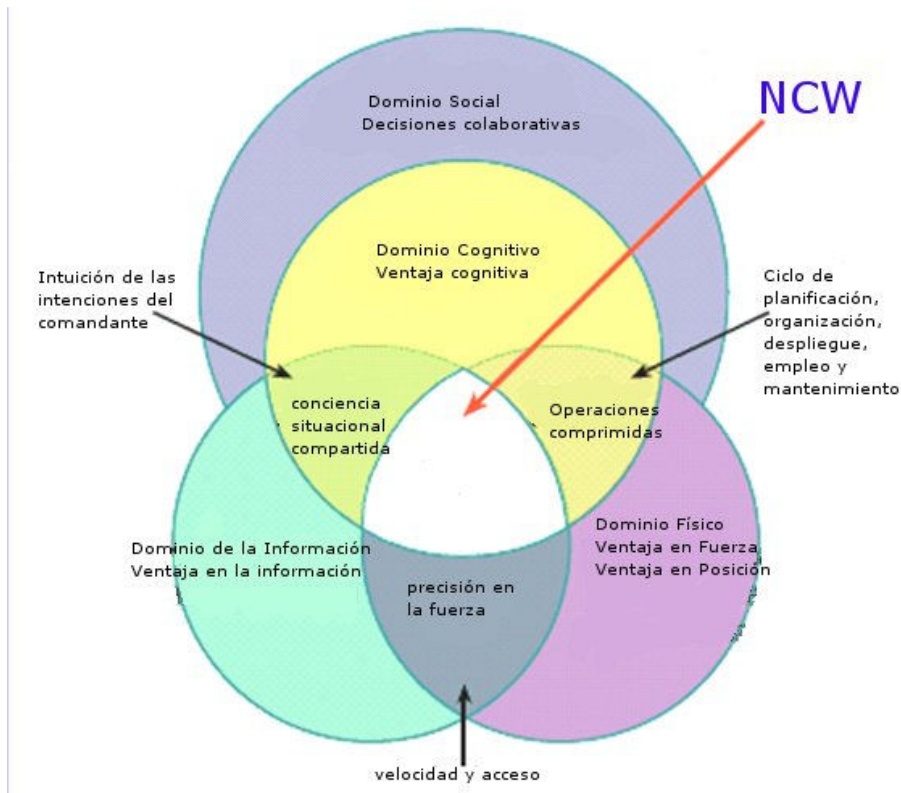 NCW
Dominio Social
Decisiones colaborativas
Dominio Cognitivo
Ventaja cognitiva
Intuición de las
intenciones del
comandante
Ciclo de
planificación,
organización,
despliegue,
empleo y
mantenimiento
conciencia
situacional
compartida
Operaciones
comprimidas
Dominio de la Información
Ventaja en la información
Dominio Físico
Ventaja en Fuerza
Ventaja en Posición
precisión en
la fuerza
velocidad y acceso